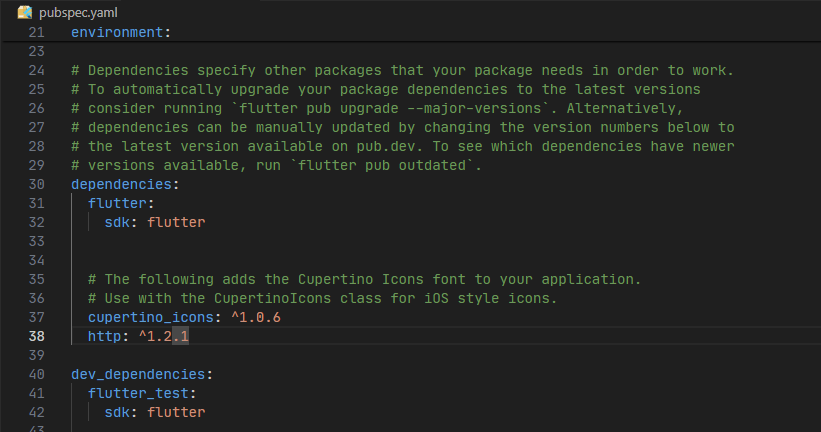 pubspec.yaml
21 environment:
23
24 # Dependencies specify other packages that your package needs in order to work.
25 # To automatically upgrade your package dependencies to the latest versions
26 # consider running `flutter pub upgrade --major-versions`. Alternatively,
27 # dependencies can be manually updated by changing the version numbers below to
28 # the latest version available on pub.dev. To see which dependencies have newer
29 # versions available, run `flutter pub outdated`.
30 dependencies:
31 flutter:
32 sdk: flutter
33
34
35 # The following adds the Cupertino Icons font to your application.
36 # Use with the CupertinoIcons class for iOS style icons.
37 cupertino_icons: ^1.0.6
38 http: ^1.2.1
39
40 dev_dependencies:
41 flutter_test:
42 sdk: flutter
43